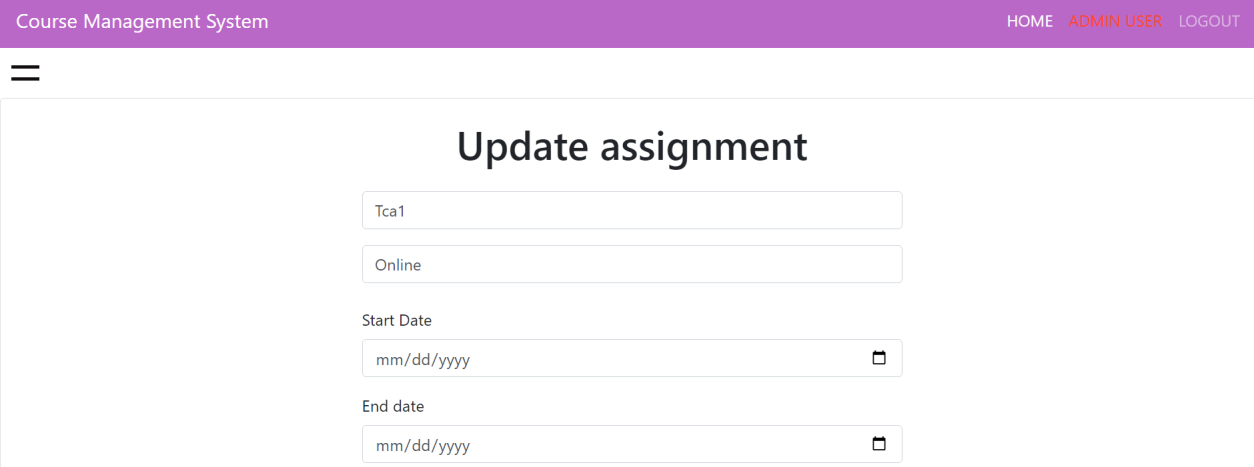 Course Management System
HOME ADMIN USER LOGOUT
Update assignment
Tca1
Online
Start Date
mm/dd/yyyy
End date
mm/dd/yyyy